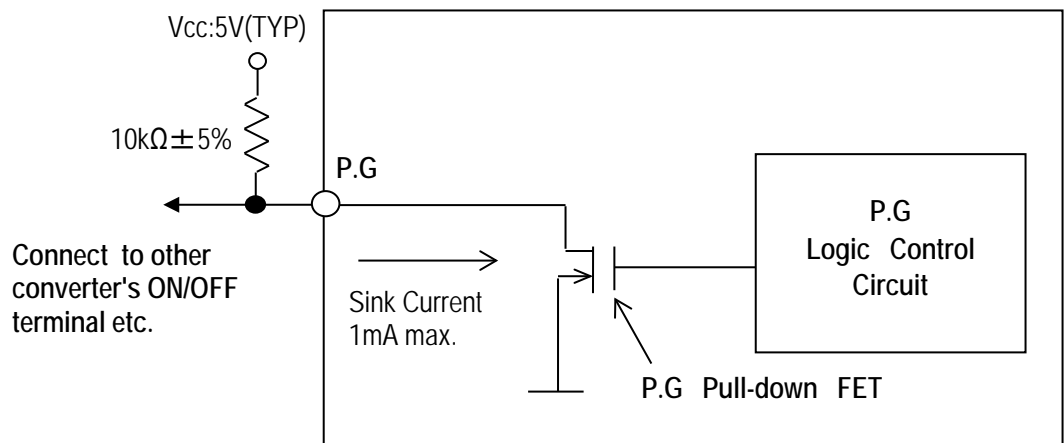 Vcc:5V(TYP)
10kΩ±5%
P.G
Connect to other
converter's ON/OFF
terminal etc.
Sink Current
1mA max.
P.G
Logic Control
Circuit
P.G Pull-down FET